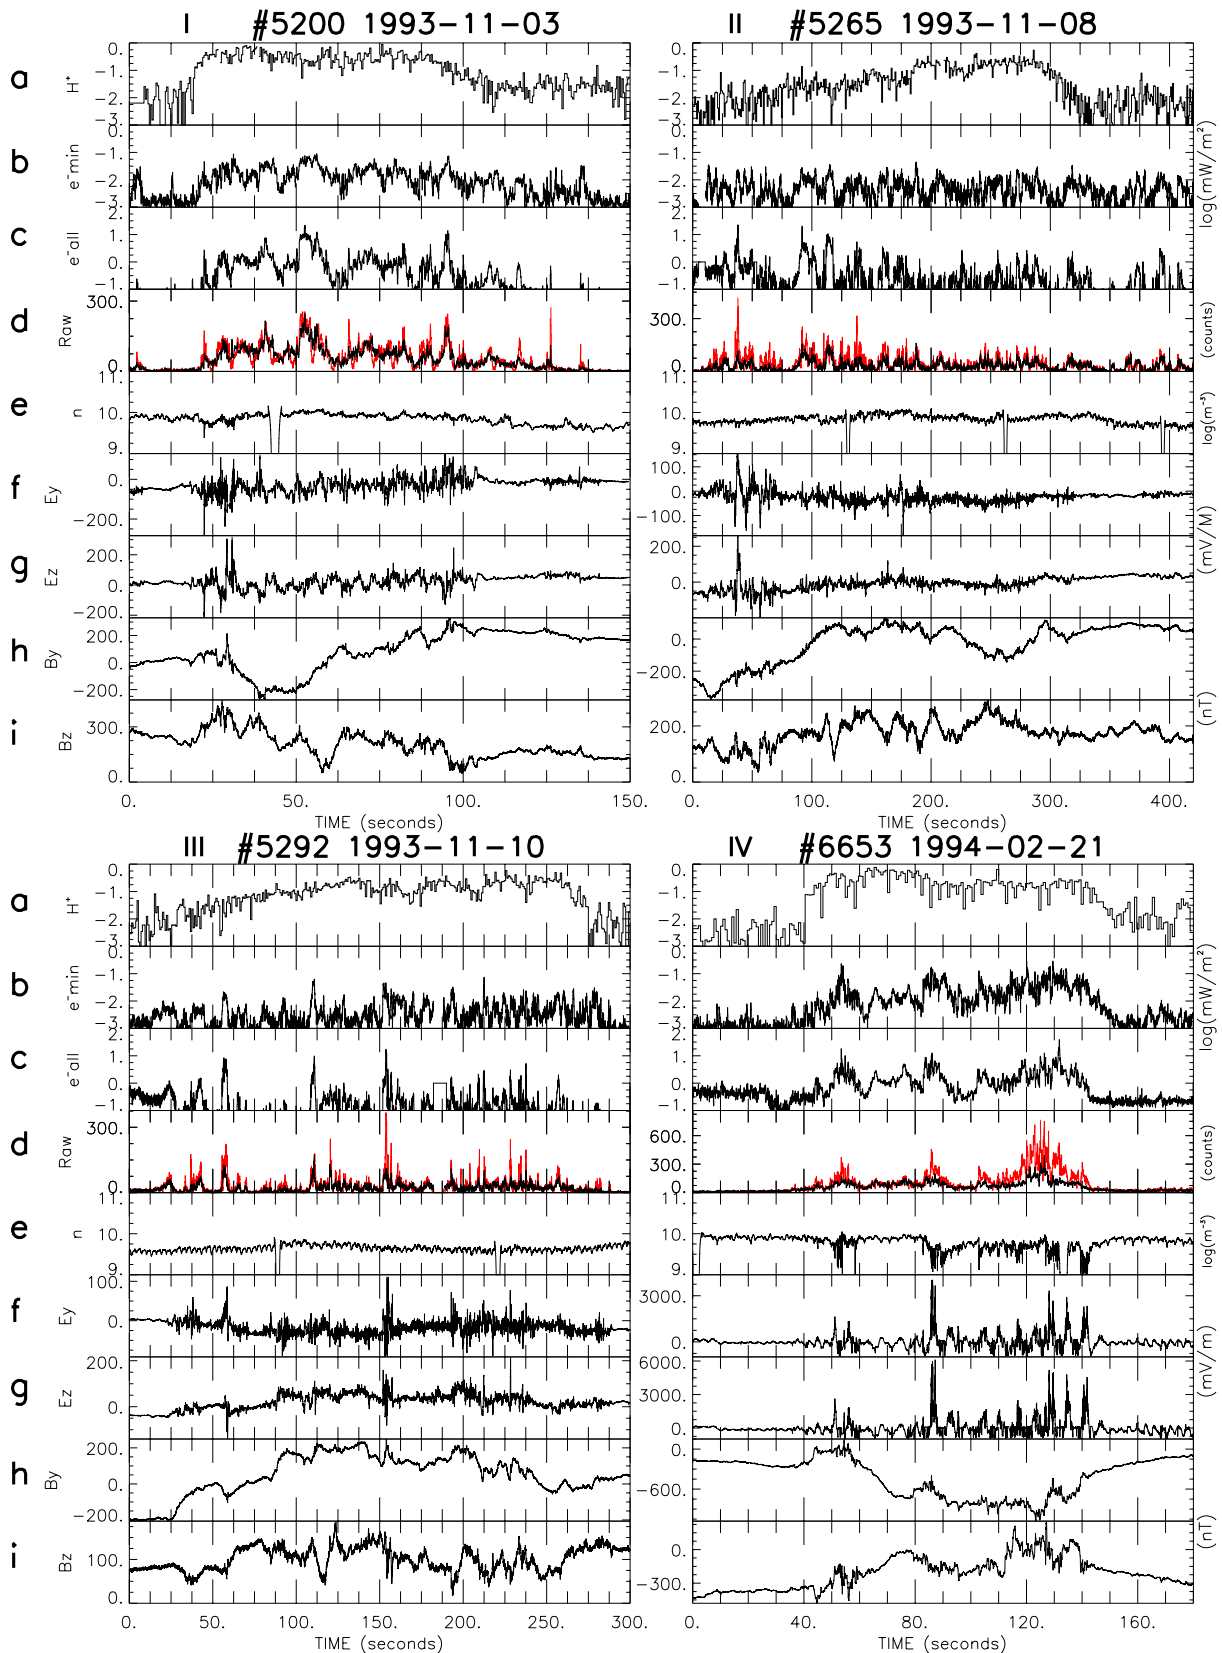 I #5200 1993-11-03
II #5265 1993-11-08
a
H⁺
0.
-1.
-2.
-3.
0.
-1.
-2.
-3.
b
e⁻min
0.
-1.
-2.
-3.
0.
-1.
-2.
-3.
log(mW/m²)
c
e⁻all
2.
1.
0.
-1.
2.
1.
0.
-1.
d
Raw
300.
0.
300.
0.
(counts)
e
n
11.
10.
9.
11.
10.
9.
log(m⁻³)
f
Ey
0.
-200.
100.
0.
-100.
(mV/M)
g
Ez
200.
0.
-200.
200.
0.
h
By
200.
0.
-200.
0.
-200.
i
Bz
300.
0.
200.
0.
(nT)
0. 50. 100. 150.
TIME (seconds)
0. 100. 200. 300. 400.
TIME (seconds)
III #5292 1993-11-10
IV #6653 1994-02-21
a
H⁺
0.
-1.
-2.
-3.
0.
-1.
-2.
-3.
b
e⁻min
0.
-1.
-2.
-3.
0.
-1.
-2.
-3.
log(mW/m²)
c
e⁻all
2.
1.
0.
-1.
2.
1.
0.
-1.
d
Raw
300.
0.
600.
300.
0.
(counts)
e
n
11.
10.
9.
11.
10.
9.
log(m⁻³)
f
Ey
100.
0.
3000.
0.
(mV/m)
g
Ez
200.
0.
6000.
3000.
0.
h
By
200.
0.
-200.
0.
-600.
i
Bz
100.
0.
0.
-300.
(nT)
0. 50. 100. 150. 200. 250. 300.
TIME (seconds)
0. 40. 80. 120. 160.
TIME (seconds)